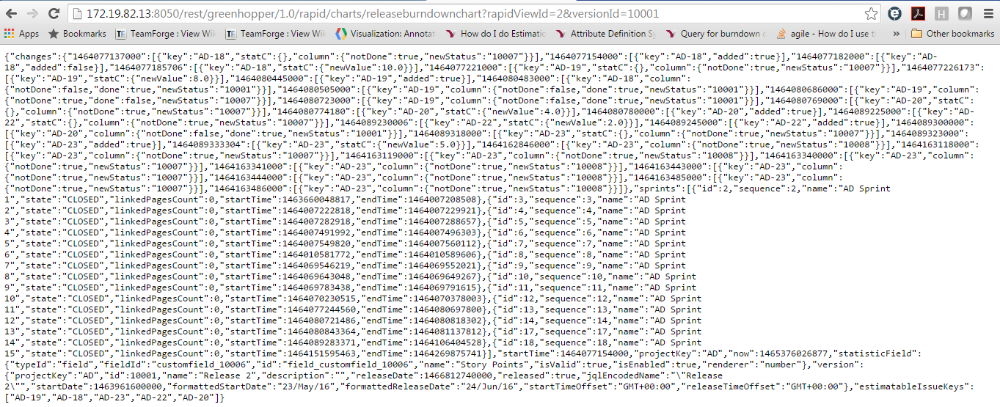 172.19.82.13:8050/rest/greenhopper/1.0/rapid/charts/releaseburndownchart?rapidViewId=2&versionId=10001
Apps Bookmarks TeamForge : View Wik TeamForge : View Wik Visualization: Annotat How do I do Estimatic Attribute Definition Sy Query for burndown c agile - How do I use t » Other bookmarks
{"changes":{"1464077137000":[{"key":"AD-18","statC":{},"column":{"notDone":true,"newStatus":"10007"}}],"1464077154000":[{"key":"AD-18","added":true}],"1464077182000":[{"key":"AD-
18","added":false}],"1464077185706":[{"key":"AD-18","statC":{"newValue":10.0}}],"1464077221000":[{"key":"AD-19","statC":{},"column":{"notDone":true,"newStatus":"10007"}}],"1464077226173":
[{"key":"AD-19","statC":{"newValue":8.0}}],"1464080445000":[{"key":"AD-19","added":true}],"1464080483000":[{"key":"AD-18","column":
{"notDone":false,"done":true,"newStatus":"10001"}}],"1464080505000":[{"key":"AD-19","column":{"notDone":false,"done":true,"newStatus":"10001"}}],"1464080686000":[{"key":"AD-19","column":
{"notDone":true,"done":false,"newStatus":"10007"}}],"1464080723000":[{"key":"AD-19","column":{"notDone":false,"done":true,"newStatus":"10001"}}],"1464080769000":[{"key":"AD-20","statC":
{},"column":{"notDone":true,"newStatus":"10007"}}],"1464080774180":[{"key":"AD-20","statC":{"newValue":4.0}}],"1464080780000":[{"key":"AD-20","added":true}],"1464089225000":[{"key":"AD-
22","statC":{},"column":{"notDone":true,"newStatus":"10007"}}],"1464089230006":[{"key":"AD-22","statC":{"newValue":2.0}}],"1464089245000":[{"key":"AD-22","added":true}],"1464089300000":
[{"key":"AD-20","column":{"notDone":false,"done":true,"newStatus":"10001"}}],"1464089318000":[{"key":"AD-23","statC":{},"column":{"notDone":true,"newStatus":"10007"}}],"1464089323000":
[{"key":"AD-23","added":true}],"1464089333304":[{"key":"AD-23","statC":{"newValue":5.0}}],"1464162846000":[{"key":"AD-23","column":{"notDone":true,"newStatus":"10008"}}],"1464163118000":
[{"key":"AD-23","column":{"notDone":true,"newStatus":"10007"}}],"1464163119000":[{"key":"AD-23","column":{"notDone":true,"newStatus":"10008"}}],"1464163340000":[{"key":"AD-23","column":
{"notDone":true,"newStatus":"10007"}}],"1464163341000":[{"key":"AD-23","column":{"notDone":true,"newStatus":"10008"}}],"1464163443000":[{"key":"AD-23","column":
{"notDone":true,"newStatus":"10007"}}],"1464163444000":[{"key":"AD-23","column":{"notDone":true,"newStatus":"10008"}}],"1464163485000":[{"key":"AD-23","column":
{"notDone":true,"newStatus":"10007"}}],"1464163486000":[{"key":"AD-23","column":{"notDone":true,"newStatus":"10008"}}]},"sprints":[{"id":2,"sequence":2,"name":"AD Sprint
1","state":"CLOSED","linkedPagesCount":0,"startTime":1463660048817,"endTime":1464007208508},{"id":3,"sequence":3,"name":"AD Sprint
2","state":"CLOSED","linkedPagesCount":0,"startTime":1464007222818,"endTime":1464007229921},{"id":4,"sequence":4,"name":"AD Sprint
3","state":"CLOSED","linkedPagesCount":0,"startTime":1464007282918,"endTime":1464007288657},{"id":5,"sequence":5,"name":"AD Sprint
4","state":"CLOSED","linkedPagesCount":0,"startTime":1464007491992,"endTime":1464007496303},{"id":6,"sequence":6,"name":"AD Sprint
5","state":"CLOSED","linkedPagesCount":0,"startTime":1464007549820,"endTime":1464007560112},{"id":7,"sequence":7,"name":"AD Sprint
6","state":"CLOSED","linkedPagesCount":0,"startTime":1464010581772,"endTime":1464010589606},{"id":8,"sequence":8,"name":"AD Sprint
7","state":"CLOSED","linkedPagesCount":0,"startTime":1464069546219,"endTime":1464069552021},{"id":9,"sequence":9,"name":"AD Sprint
8","state":"CLOSED","linkedPagesCount":0,"startTime":1464069643048,"endTime":1464069649267},{"id":10,"sequence":10,"name":"AD Sprint
9","state":"CLOSED","linkedPagesCount":0,"startTime":1464069783438,"endTime":1464069791615},{"id":11,"sequence":11,"name":"AD Sprint
10","state":"CLOSED","linkedPagesCount":0,"startTime":1464070230515,"endTime":1464070378003},{"id":12,"sequence":12,"name":"AD Sprint
11","state":"CLOSED","linkedPagesCount":0,"startTime":1464077244560,"endTime":1464080697800},{"id":13,"sequence":13,"name":"AD Sprint
12","state":"CLOSED","linkedPagesCount":0,"startTime":1464080721486,"endTime":1464080818302},{"id":14,"sequence":14,"name":"AD Sprint
13","state":"CLOSED","linkedPagesCount":0,"startTime":1464080843364,"endTime":1464081137812},{"id":17,"sequence":17,"name":"AD Sprint
14","state":"CLOSED","linkedPagesCount":0,"startTime":1464089283371,"endTime":1464106404528},{"id":18,"sequence":18,"name":"AD Sprint
15","state":"CLOSED","linkedPagesCount":0,"startTime":1464151595463,"endTime":1464269875741}],"startTime":1464077154000,"projectKey":"AD","now":1465376026877,"statisticField":
{"typeId":"field","fieldId":"customfield_10006","id":"field_customfield_10006","name":"Story Points","isValid":true,"isEnabled":true,"renderer":"number"},"version":
{"projectKey":"AD","id":10001,"name":"Release 2","description":"","releaseDate":1466812740000,"released":true,"jqlEncodedName":"\"Release
2\"","startDate":1463961600000,"formattedStartDate":"23/May/16","formattedReleaseDate":"24/Jun/16","startTimeOffset":"GMT+00:00","releaseTimeOffset":"GMT+00:00"},"estimatableIssueKeys":
["AD-19","AD-18","AD-23","AD-22","AD-20"]}